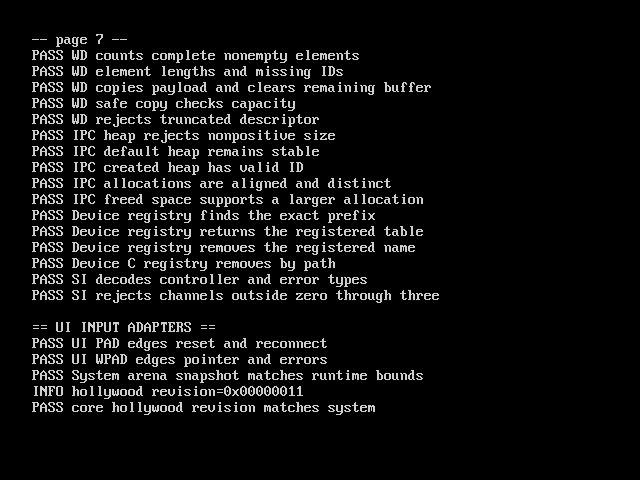 -- page 7 --
PASS WD counts complete nonempty elements
PASS WD element lengths and missing IDs
PASS WD copies payload and clears remaining buffer
PASS WD safe copy checks capacity
PASS WD rejects truncated descriptor
PASS IPC heap rejects nonpositive size
PASS IPC default heap remains stable
PASS IPC created heap has valid ID
PASS IPC allocations are aligned and distinct
PASS IPC freed space supports a larger allocation
PASS Device registry finds the exact prefix
PASS Device registry returns the registered table
PASS Device registry removes the registered name
PASS Device C registry removes by path
PASS SI decodes controller and error types
PASS SI rejects channels outside zero through three
== UI INPUT ADAPTERS ==
PASS UI PAD edges reset and reconnect
PASS UI WPAD edges pointer and errors
PASS System arena snapshot matches runtime bounds
INFO hollywood revision=0x00000011
PASS core hollywood revision matches system